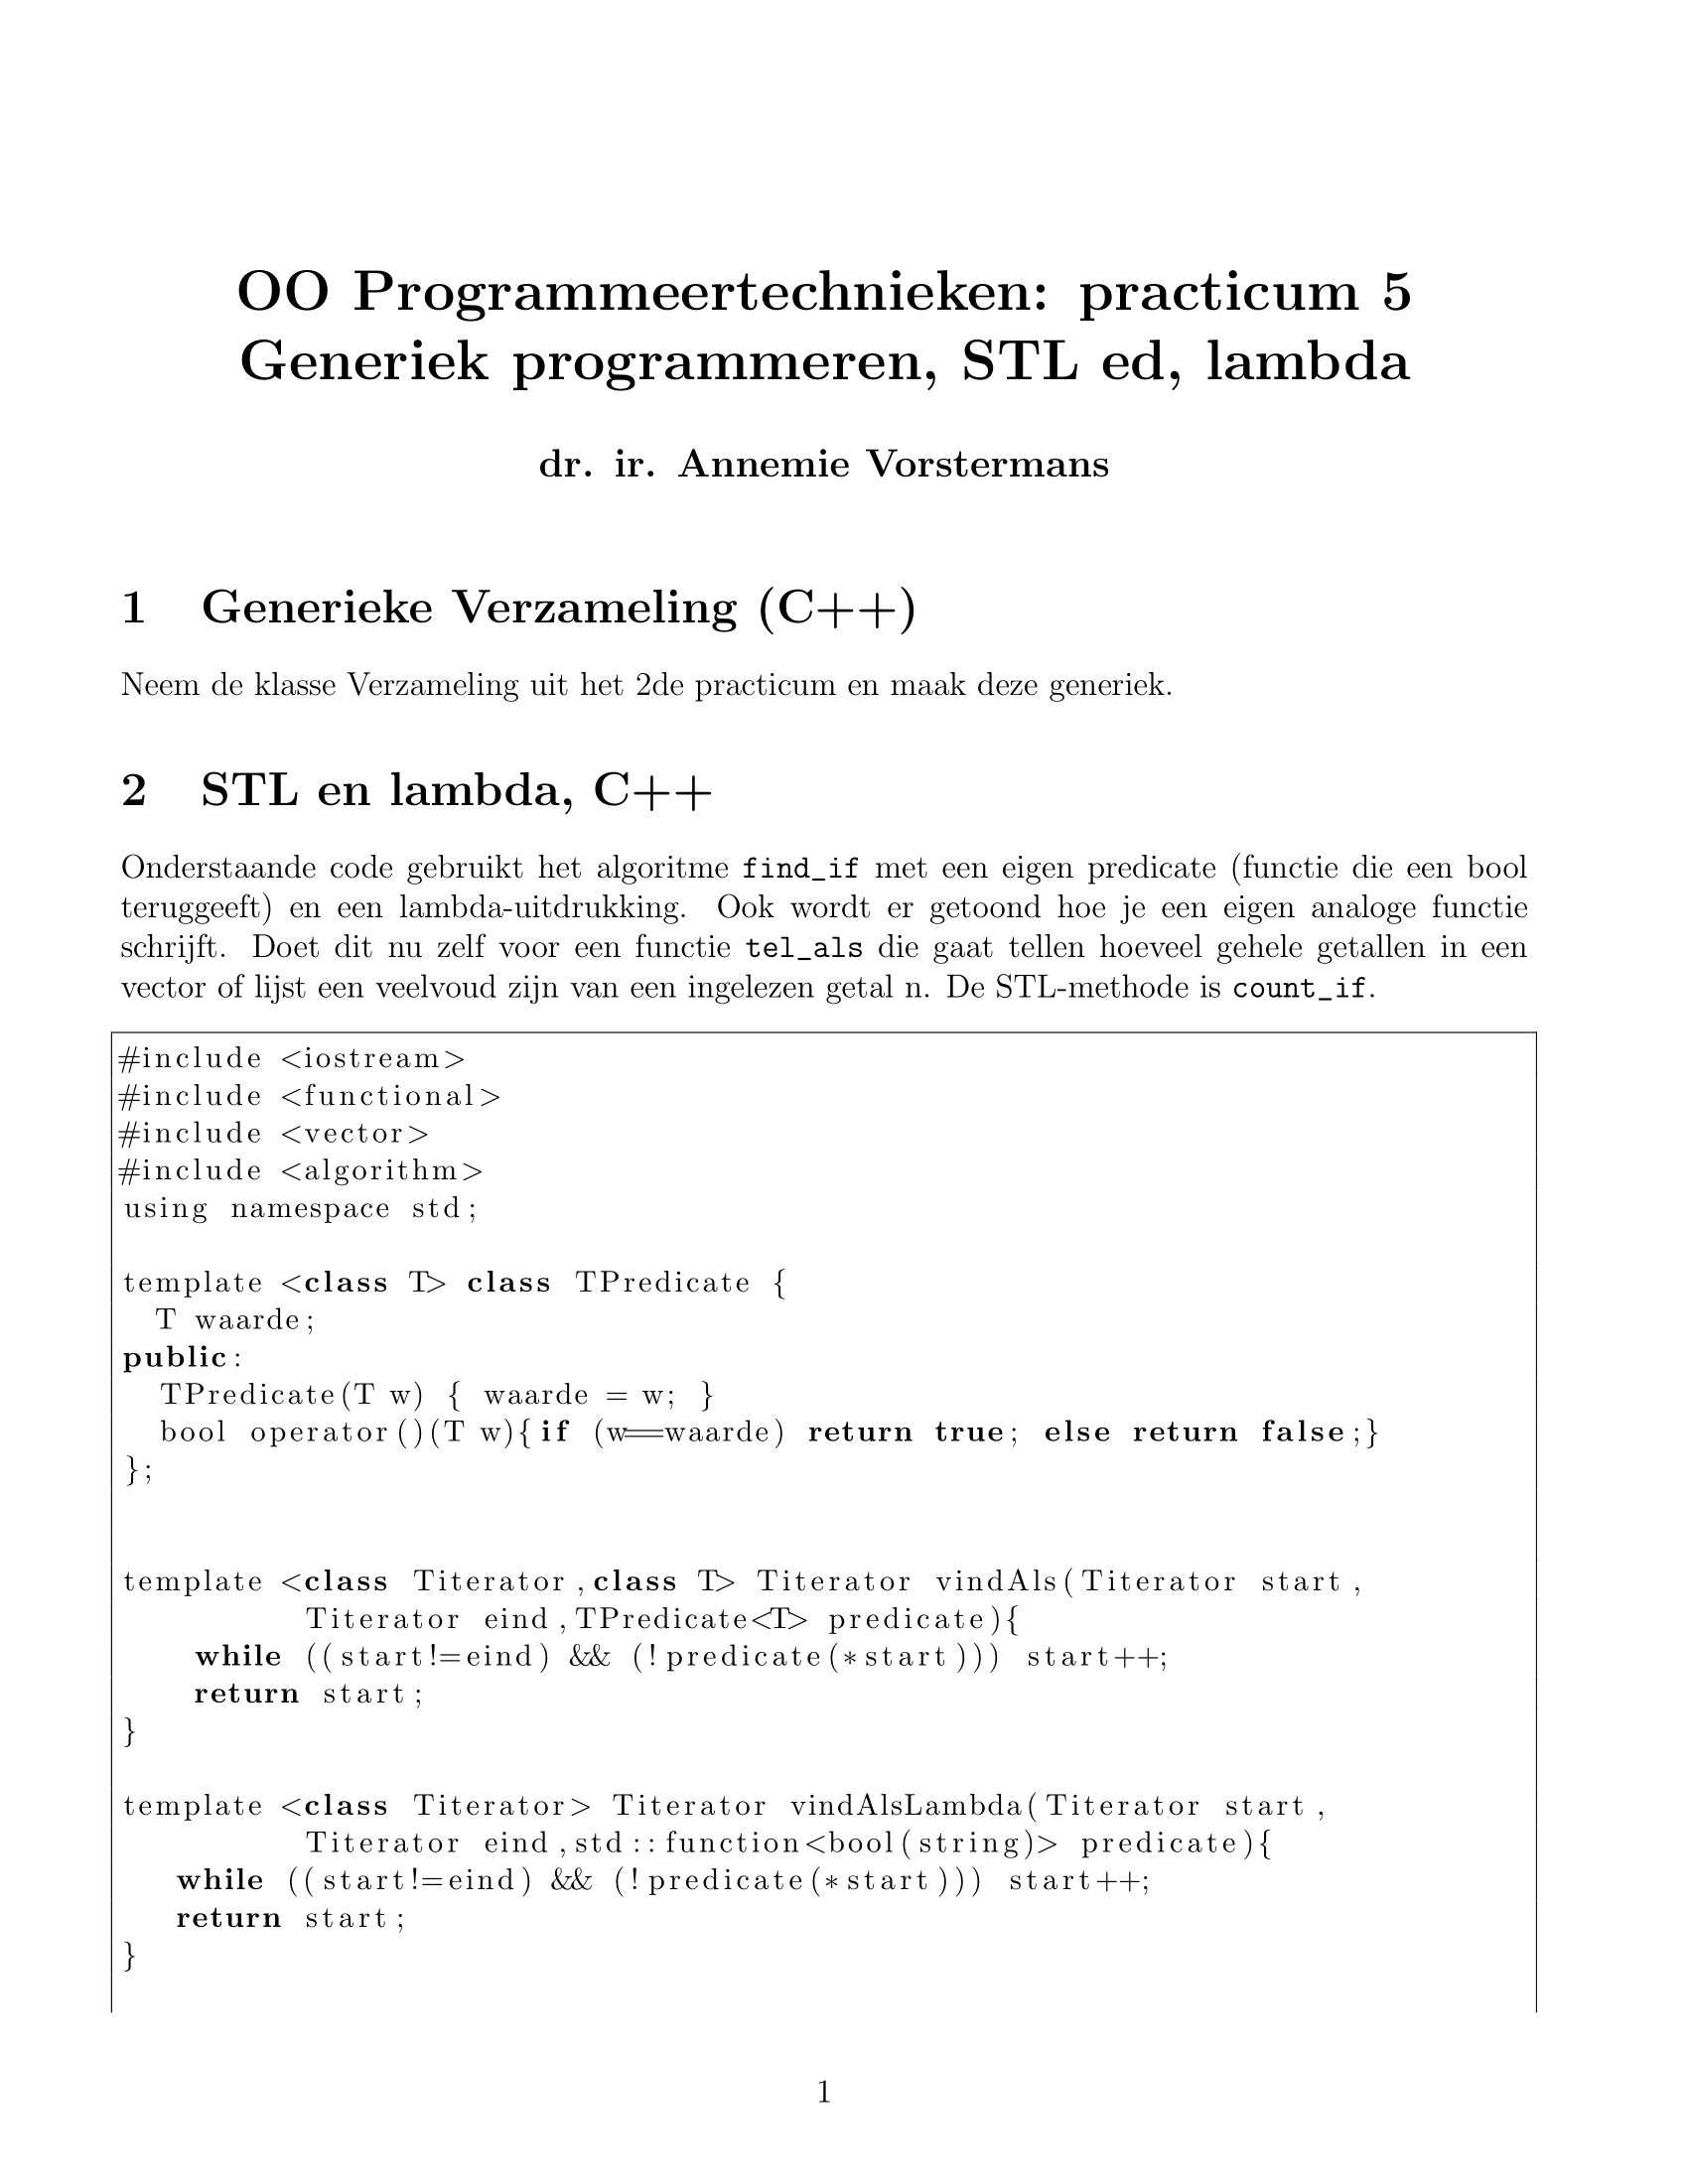 OO Programmeertechnieken: practicum 5
Generiek programmeren, STL ed, lambda
dr. ir. Annemie Vorstermans
1 Generieke Verzameling (C++)
Neem de klasse Verzameling uit het 2de practicum en maak deze generiek.
2 STL en lambda, C++
Onderstaande code gebruikt het algoritme find_if met een eigen predicate (functie die een bool
teruggeeft) en een lambda-uitdrukking. Ook wordt er getoond hoe je een eigen analoge functie
schrijft. Doet dit nu zelf voor een functie tel_als die gaat tellen hoeveel gehele getallen in een
vector of lijst een veelvoud zijn van een ingelezen getal n. De STL-methode is count_if.
#include <iostream>
#include <functional>
#include <vector>
#include <algorithm>
using namespace std;
template <class T> class TPredicate {
T waarde;
public:
TPredicate(T w) { waarde = w; }
bool operator()(T w){if (w==waarde) return true; else return false;}
};
template <class Titerator,class T> Titerator vindAls(Titerator start,
Titerator eind,TPredicate<T> predicate){
while ((start!=eind) && (!predicate(*start))) start++;
return start;
}
template <class Titerator> Titerator vindAlsLambda(Titerator start,
Titerator eind,std::function<bool(string)> predicate){
while ((start!=eind) && (!predicate(*start))) start++;
return start;
}
1